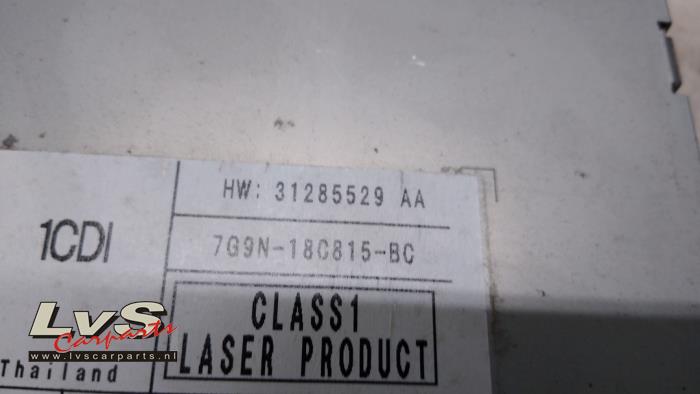 HW: 31285529 AA
1CDI
7G9N-18C815-BC
CLASS1
LASER PRODUCT
LvS
Carparts
www.lvscarparts.nl
Thailand